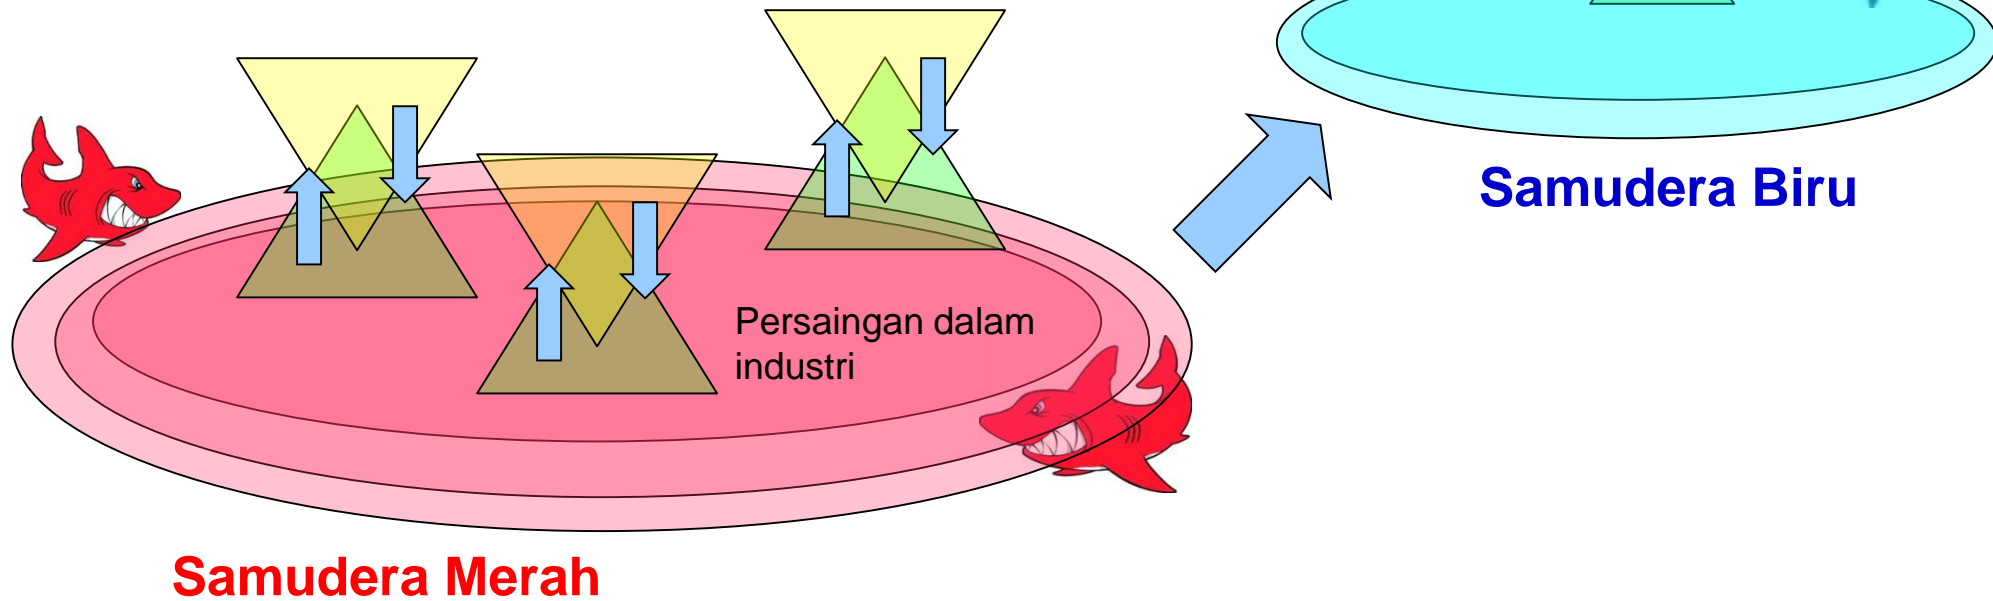 Samudera Biru
Persaingan dalam
industri
Samudera Merah